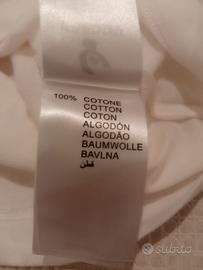 100% COTONE
COTTON
COTON
ALGODÓN
ALGODÃO
BAUMWOLLE
BAVLNA
قطن
subito